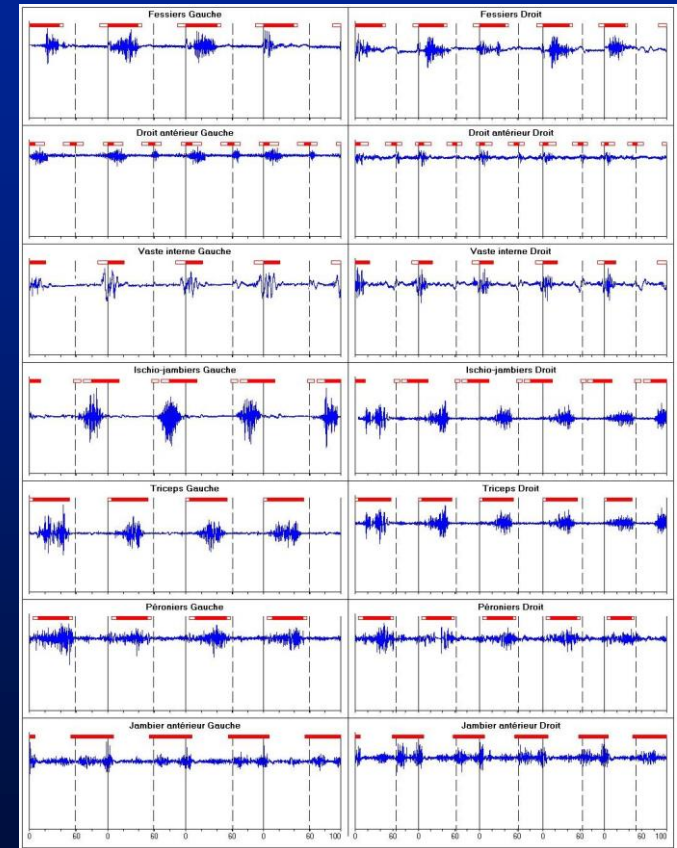 Fessiers Gauche
Fessiers Droit
Droit antérieur Gauche
Droit antérieur Droit
Vaste interne Gauche
Vaste interne Droit
Ischio-jambiers Gauche
Ischio-jambiers Droit
Triceps Gauche
Triceps Droit
Péroniers Gauche
Péroniers Droit
Jambier antérieur Gauche
Jambier antérieur Droit
0 60 0 60 0 60 0 60 100
0 60 0 60 0 60 0 60 0 60 100